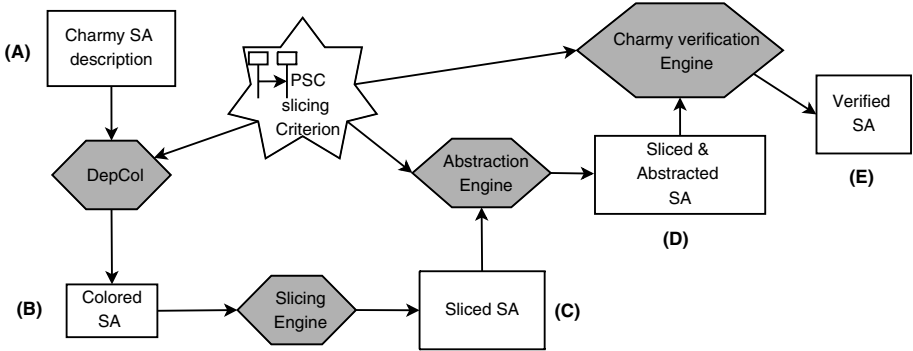 (A)
Charmy SA
description
PSC
slicing
Criterion
Charmy verification
Engine
Verified
SA
(E)
DepCol
Abstraction
Engine
Sliced &
Abstracted
SA
(D)
(B)
Colored
SA
Slicing
Engine
Sliced SA
(C)